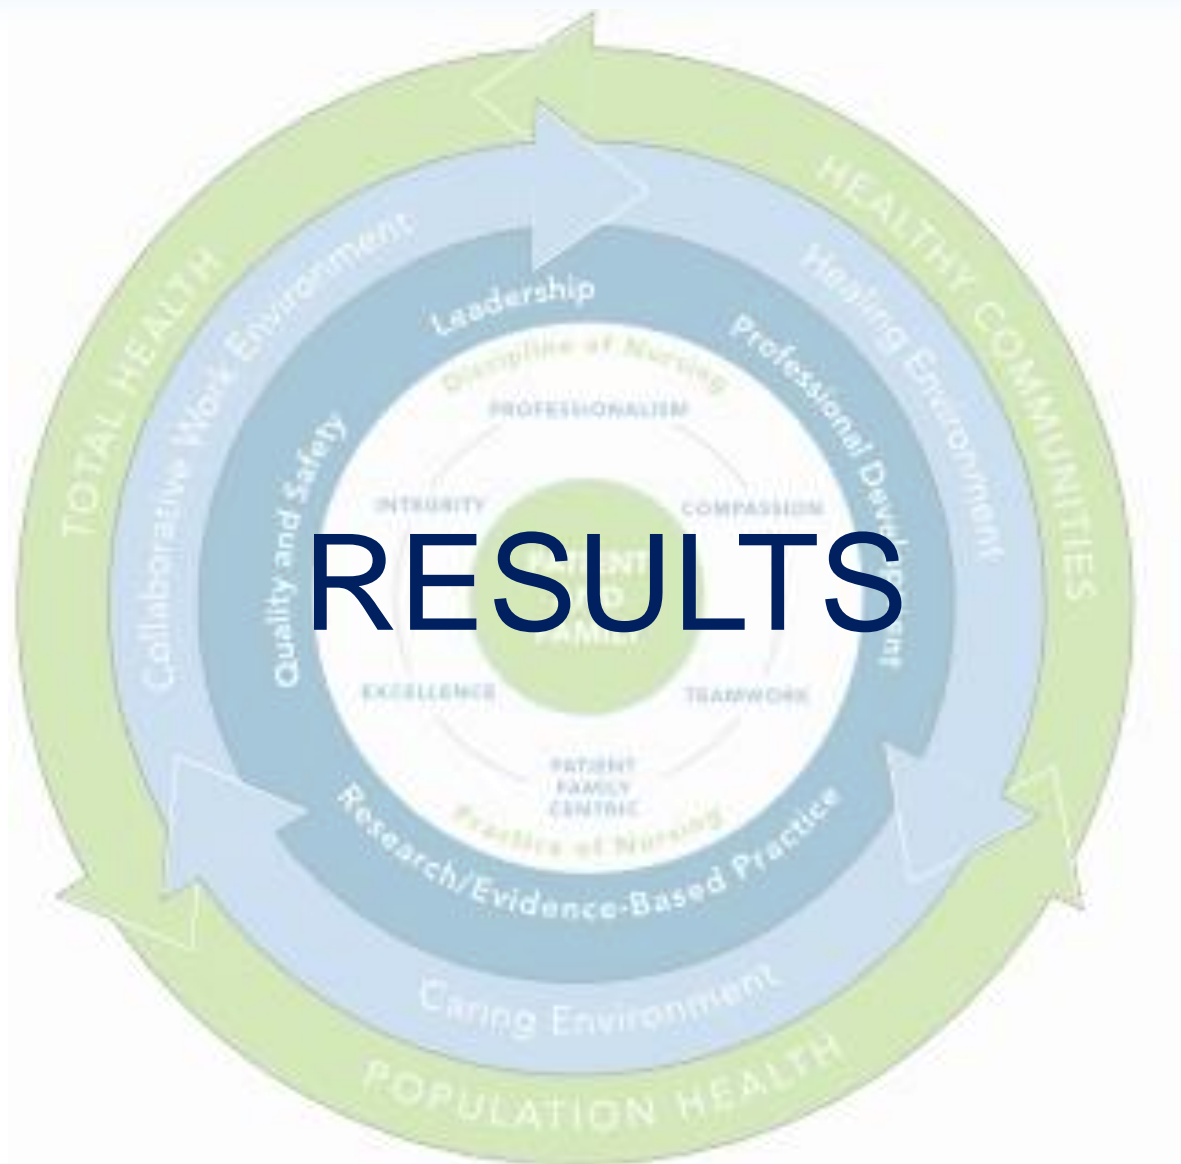 TOTAL HEALTH
HEALTHY COMMUNITIES
POPULATION HEALTH
Collaborative Work Environment
Healing Environment
Caring Environment
Leadership
Professional Development
Quality and Safety
Research/Evidence-Based Practice
Discipline of Nursing
PROFESSIONALISM
INTEGRITY
COMPASSION
RESULTS
PATIENT
FAMILY
EXCELLENCE
TEAMWORK
PATIENT
FAMILY
CENTRIC
Practice of Nursing